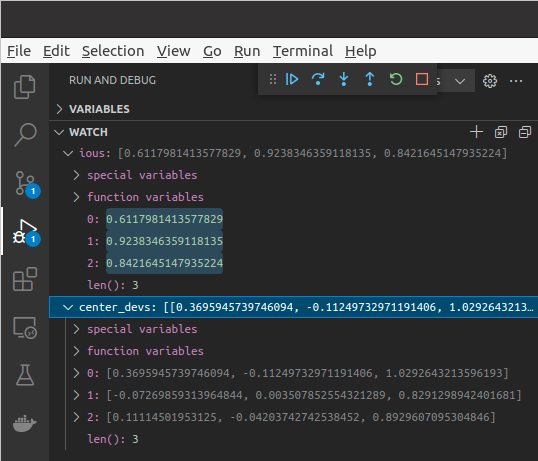 File Edit Selection View Go Run Terminal Help
RUN AND DEBUG
s
VARIABLES
WATCH
ious: [0.6117981413577829, 0.9238346359118135, 0.8421645147935224]
special variables
function variables
0: 0.6117981413577829
1: 0.9238346359118135
2: 0.8421645147935224
len(): 3
1
center_devs: [[0.3695945739746094, -0.11249732971191406, 1.0292643213…
1
special variables
function variables
0: [0.3695945739746094, -0.11249732971191406, 1.0292643213596193]
1: [-0.07269859313964844, 0.003507852554321289, 0.8291298942401681]
2: [0.11114501953125, -0.04203742742538452, 0.8929607095304846]
len(): 3